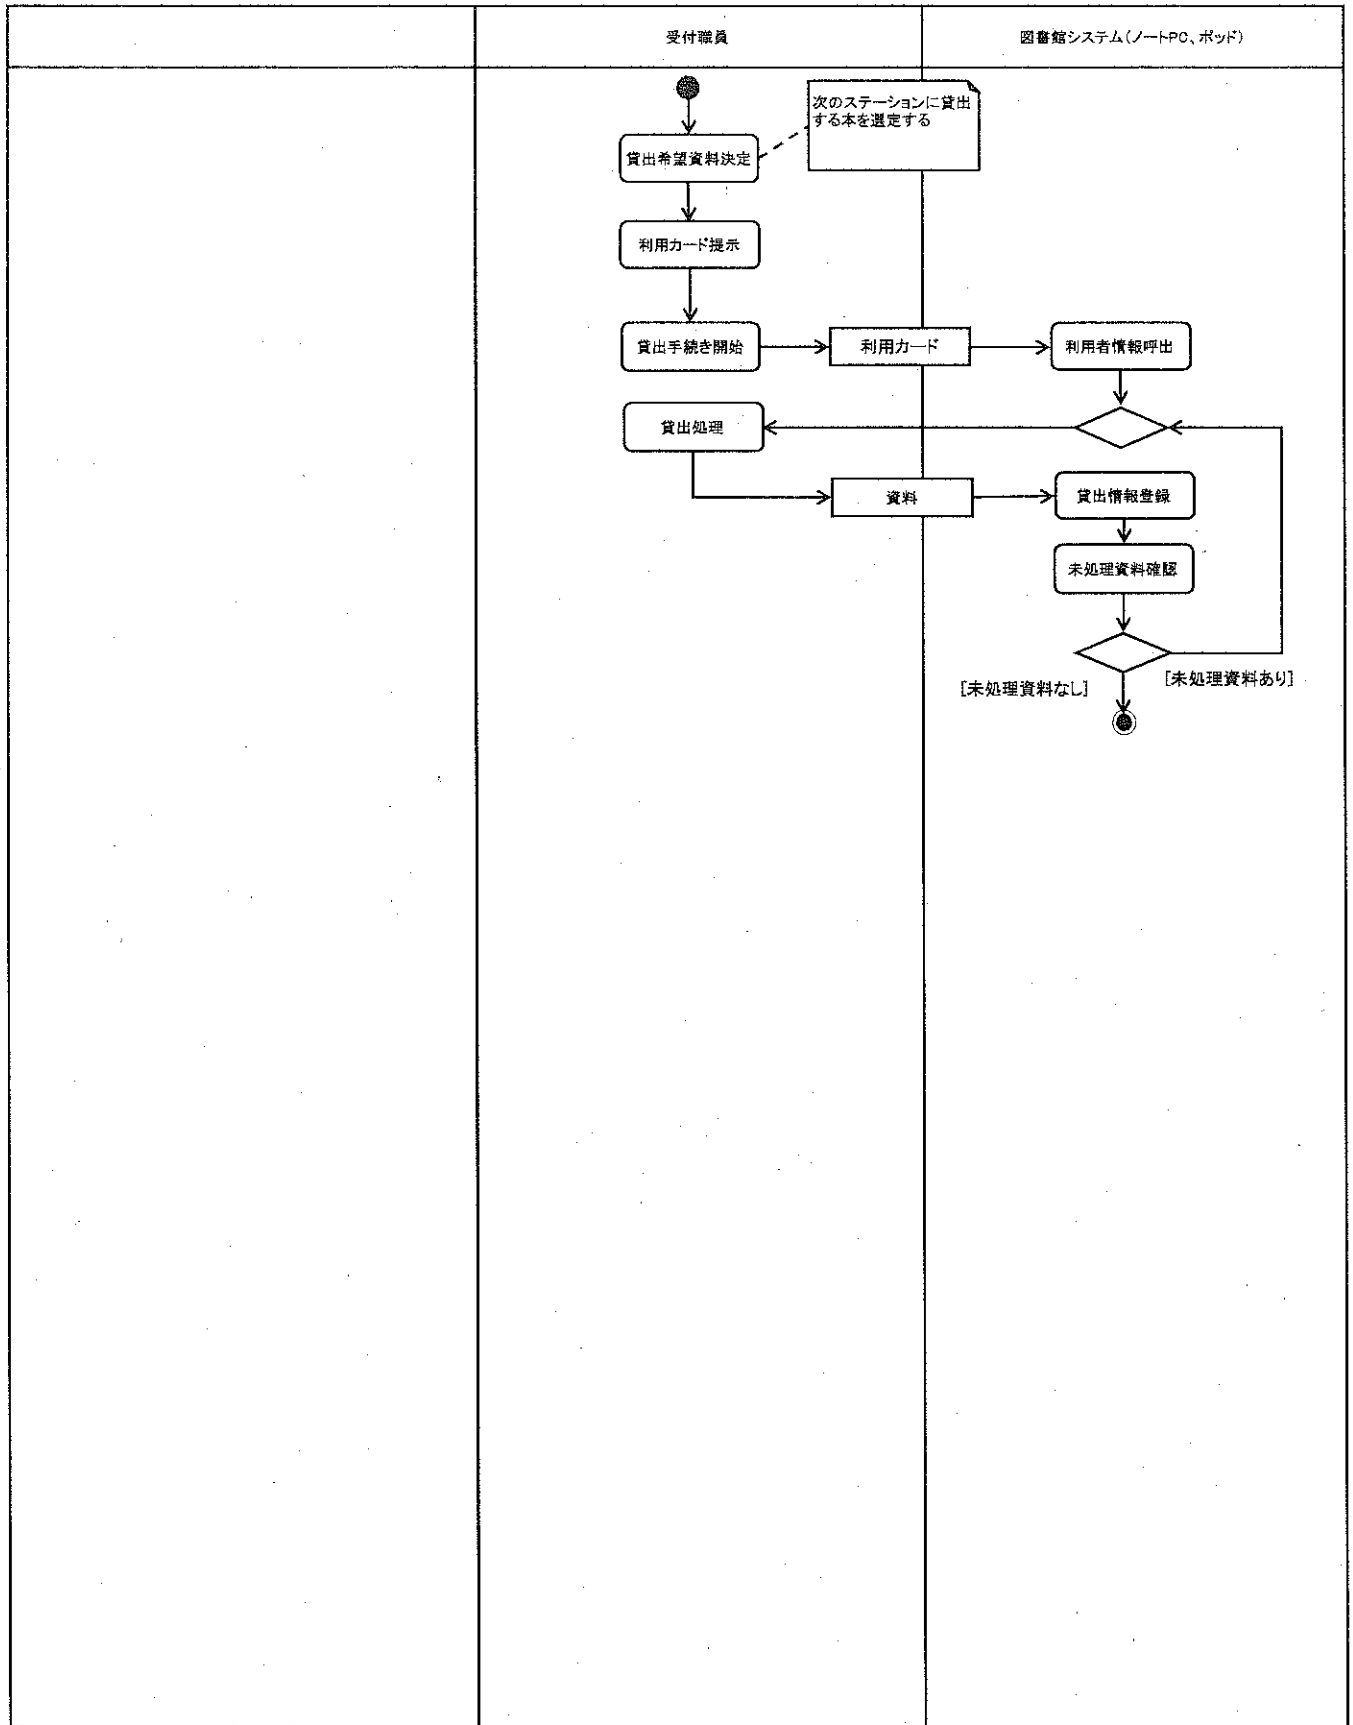 受付職員
図書館システム(ノートPC、ポッド)
次のステーションに貸出
する本を選定する
貸出希望資料決定
利用カード提示
貸出手続き開始
利用カード
利用者情報呼出
貸出処理
資料
貸出情報登録
未処理資料確認
[未処理資料なし]
[未処理資料あり]